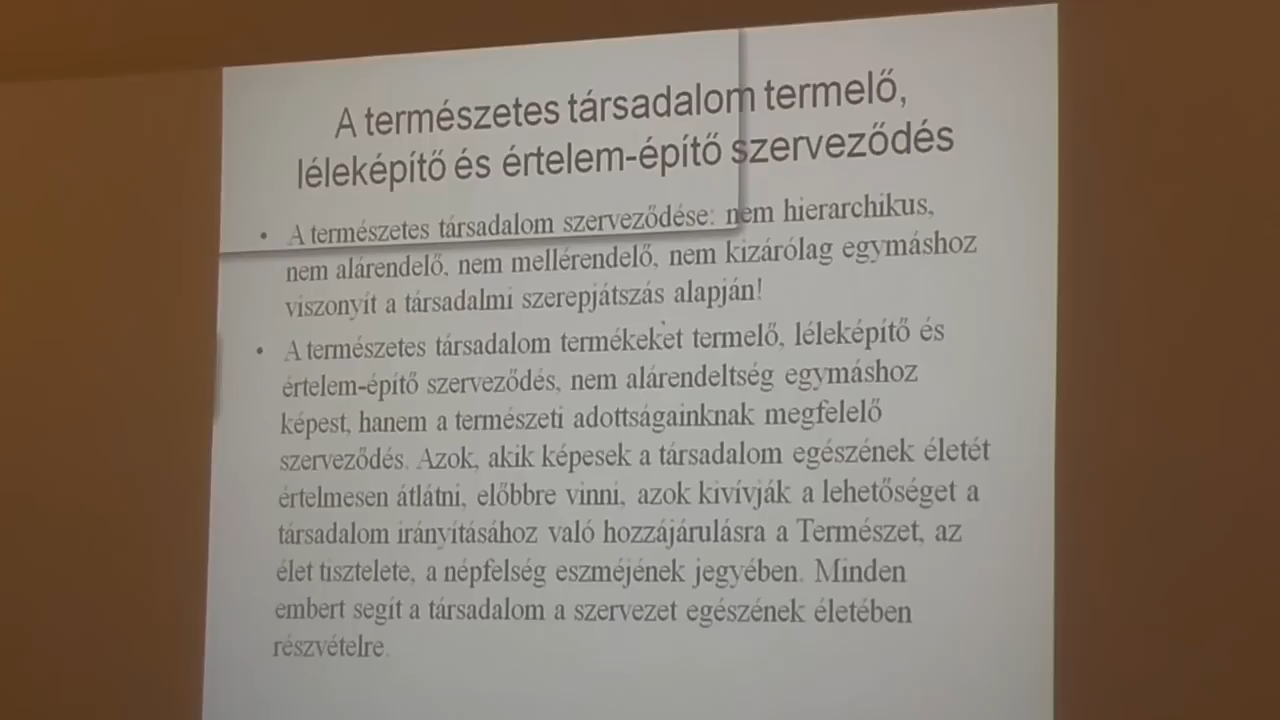 A természetes társadalom termelő,
léleképítő és értelem-építő szerveződés
• A természetes társadalom szerveződése: nem hierarchikus,
nem alárendelő, nem mellérendelő, nem kizárólag egymáshoz
viszonyít a társadalmi szerepjátszás alapján!
• A természetes társadalom termékeket termelő, léleképítő és
értelem-építő szerveződés, nem alárendeltség egymáshoz
képest, hanem a természeti adottságainknak megfelelő
szerveződés. Azok, akik képesek a társadalom egészének életét
értelmesen átlátni, előbbre vinni, azok kivívják a lehetőséget a
társadalom irányításához való hozzájárulásra a Természet, az
élet tisztelete, a népfelség eszméjének jegyében. Minden
embert segít a társadalom a szervezet egészének életében
részvételre.